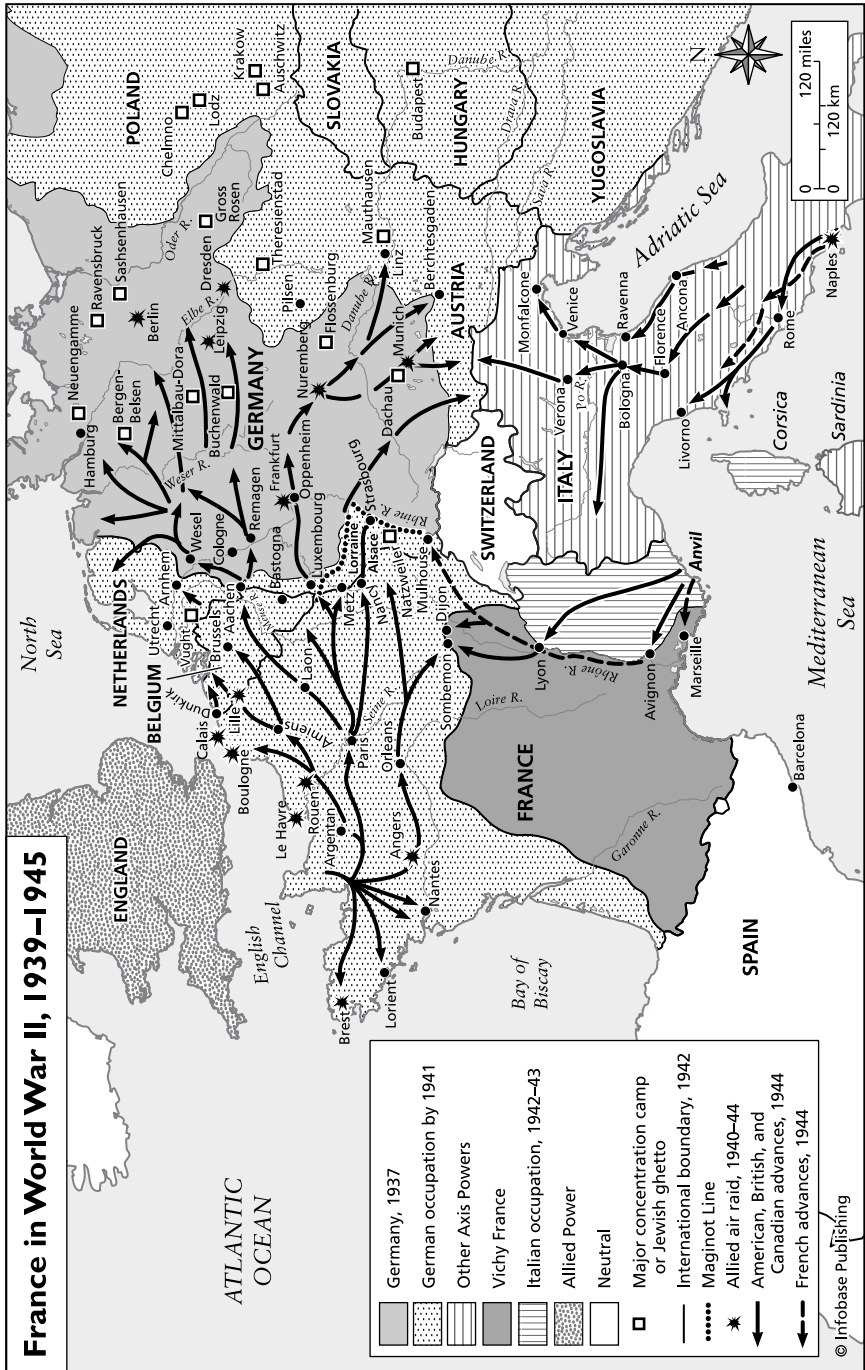 France in World War II, 1939–1945
ATLANTIC
OCEAN
North
Sea
English
Channel
Bay of
Biscay
Mediterranean
Sea
Adriatic Sea
ENGLAND
NETHERLANDS
BELGIUM
GERMANY
POLAND
SLOVAKIA
HUNGARY
YUGOSLAVIA
AUSTRIA
SWITZERLAND
ITALY
FRANCE
SPAIN
Corsica
Sardinia
Brest
Lorient
Nantes
Angers
Argentan
Le Havre
Rouen
Boulogne
Calais
Dunkirk
Lille
Amiens
Paris
Orleans
Laon
Seine R.
Loire R.
Garonne R.
Rhône R.
Sombernon
Dijon
Lyon
Avignon
Marseille
Anvil
Barcelona
Brussels
Vught
Utrecht
Arnhem
Aachen
Meuse R.
Bastogna
Luxembourg
Metz
Nancy
Lorraine
Alsace
Natzweiler
Mulhouse
Strasbourg
Rhine R.
Wesel
Cologne
Remagen
Frankfurt
Oppenheim
Weser R.
Hamburg
Neuengamme
Bergen-
Belsen
Mittalbau-Dora
Buchenwald
Ravensbruck
Sashsenhausen
Berlin
Elbe R.
Leipzig
Dresden
Oder R.
Gross
Rosen
Theresienstad
Pilsen
Flossenburg
Nuremberg
Danube R.
Munich
Dachau
Mauthausen
Linz
Berchtesgaden
Chelmno
Lodz
Krakow
Auschwitz
Budapest
Danube R.
Drava R.
Sava R.
Monfalcone
Venice
Verona
Po R.
Bologna
Ravenna
Florence
Ancona
Livorno
Rome
Naples
N
0 120 miles
0 120 km
Germany, 1937
German occupation by 1941
Other Axis Powers
Vichy France
Italian occupation, 1942–43
Allied Power
Neutral
Major concentration camp
or Jewish ghetto
International boundary, 1942
Maginot Line
Allied air raid, 1940–44
American, British, and
Canadian advances, 1944
French advances, 1944
© Infobase Publishing